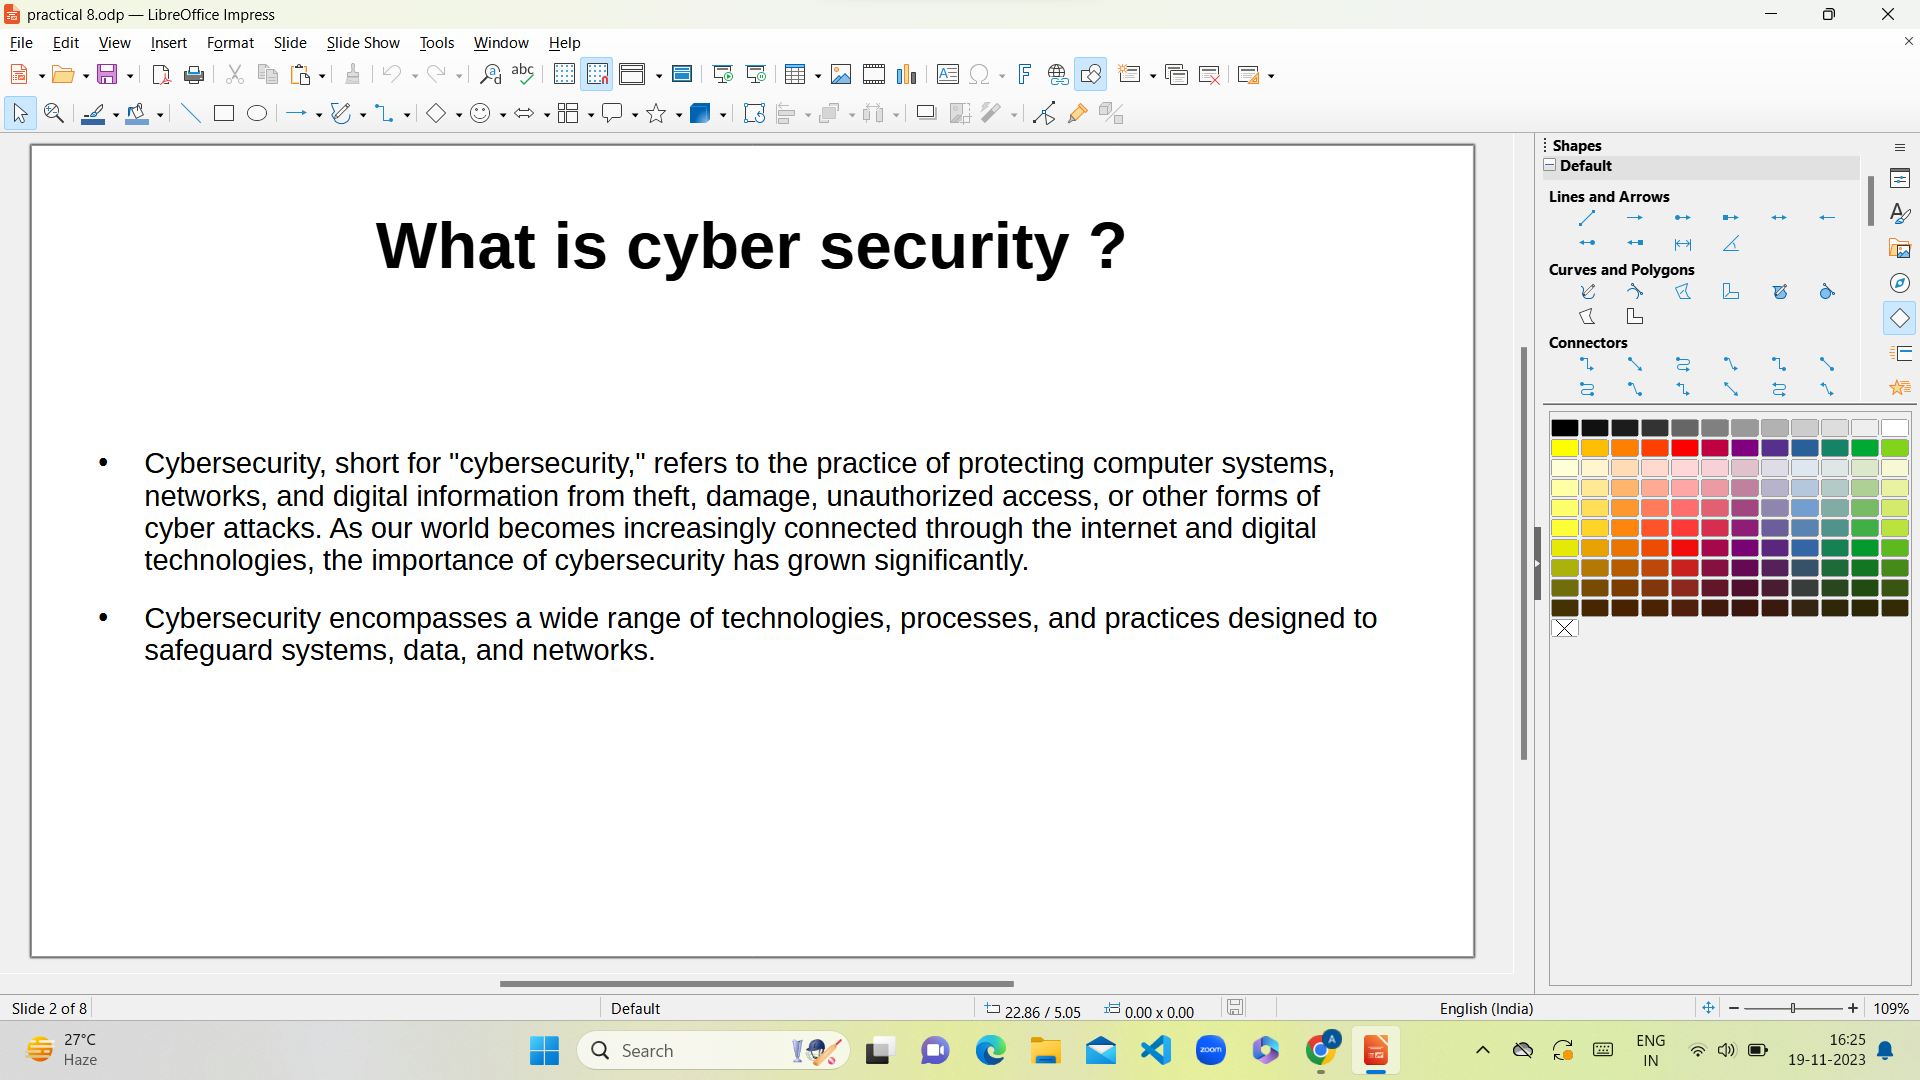 practical 8.odp — LibreOffice Impress
File Edit View Insert Format Slide Slide Show Tools Window Help
Shapes
Default
Lines and Arrows
Curves and Polygons
Connectors
What is cyber security ?
• Cybersecurity, short for "cybersecurity," refers to the practice of protecting computer systems,
networks, and digital information from theft, damage, unauthorized access, or other forms of
cyber attacks. As our world becomes increasingly connected through the internet and digital
technologies, the importance of cybersecurity has grown significantly.
• Cybersecurity encompasses a wide range of technologies, processes, and practices designed to
safeguard systems, data, and networks.
Slide 2 of 8 Default 22.86 / 5.05 0.00 x 0.00 English (India) 109%
27°C
Haze
Search
zoom
A
ENG
IN
16:25
19-11-2023